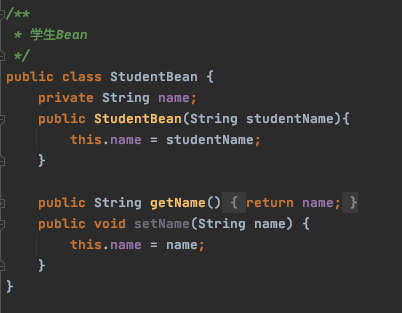 /**
 * 学生Bean
 */
public class StudentBean {
    private String name;
    public StudentBean(String studentName){
        this.name = studentName;
    }

    public String getName() { return name; }
    public void setName(String name) {
        this.name = name;
    }
}